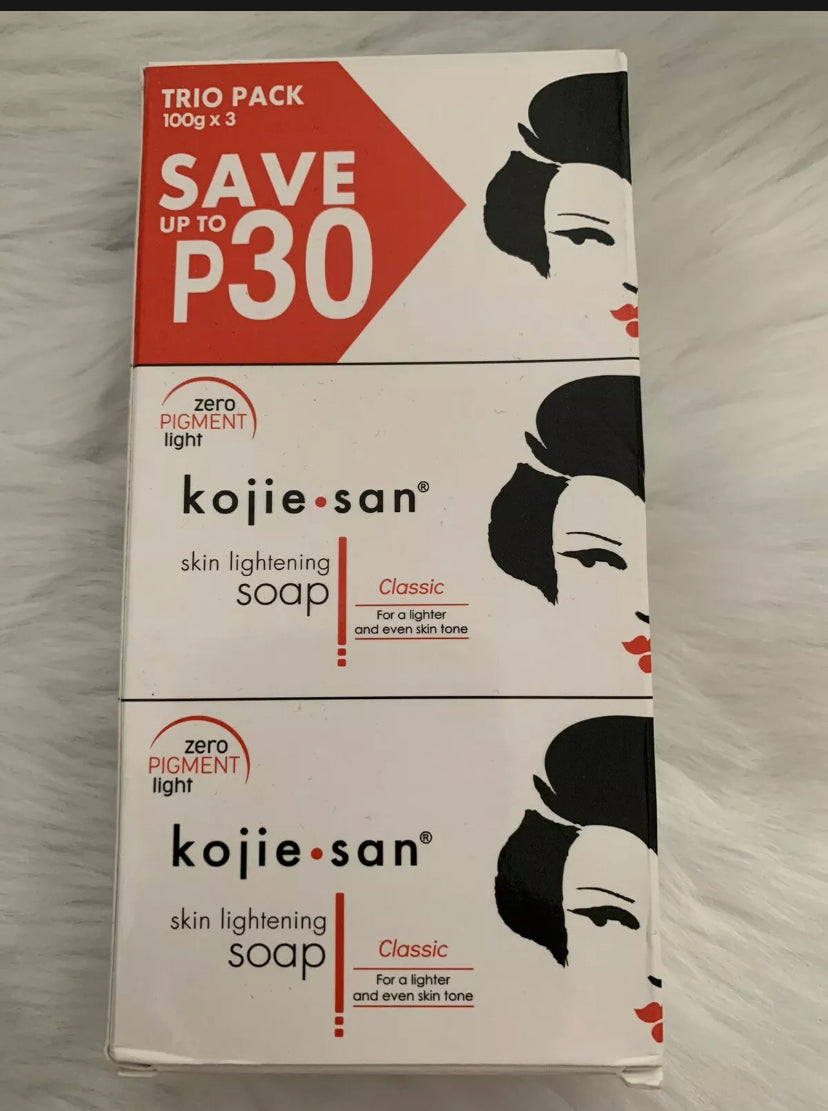 TRIO PACK
100g x 3
SAVE
UP TO
P30
zero
PIGMENT
light
kojie•san®
skin lightening
soap
Classic
For a lighter
and even skin tone
zero
PIGMENT
light
kojie•san®
skin lightening
soap
Classic
For a lighter
and even skin tone